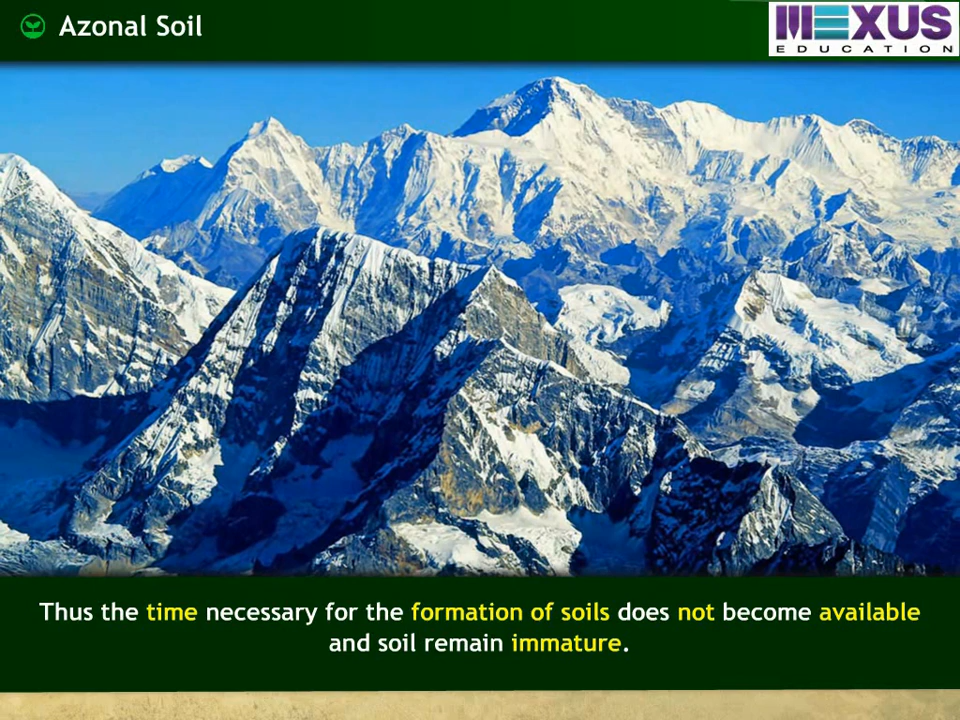 Azonal Soil
MEXUS
EDUCATION
Thus the time necessary for the formation of soils does not become available
and soil remain immature.